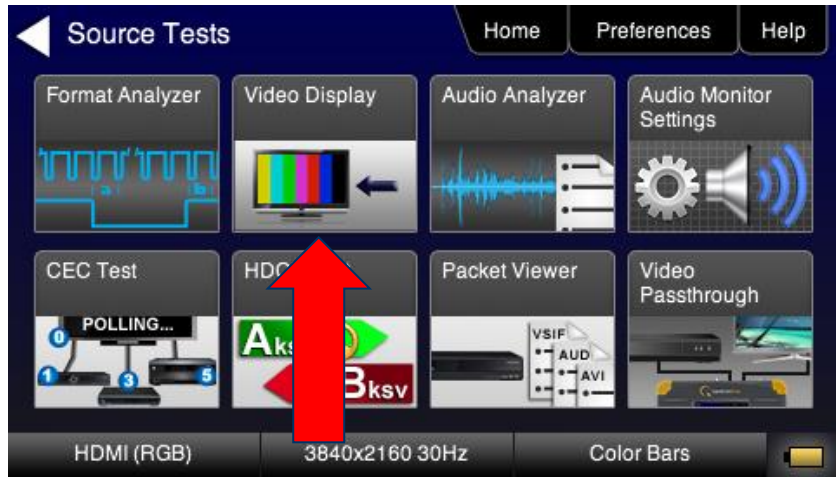 Source Tests
Home
Preferences
Help
Format Analyzer
Video Display
Audio Analyzer
Audio Monitor
Settings
a
b
CEC Test
Packet Viewer
Video
Passthrough
POLLING...
0
1
3
5
Bksv
VSIF
AUD
AVI
HDMI (RGB)
3840x2160 30Hz
Color Bars